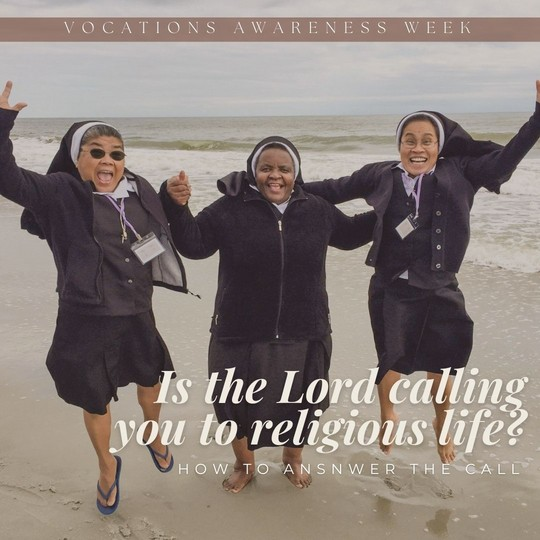 VOCATIONS AWARENESS WEEK
Is the Lord calling
you to religious life?
HOW TO ANSNWER THE CALL